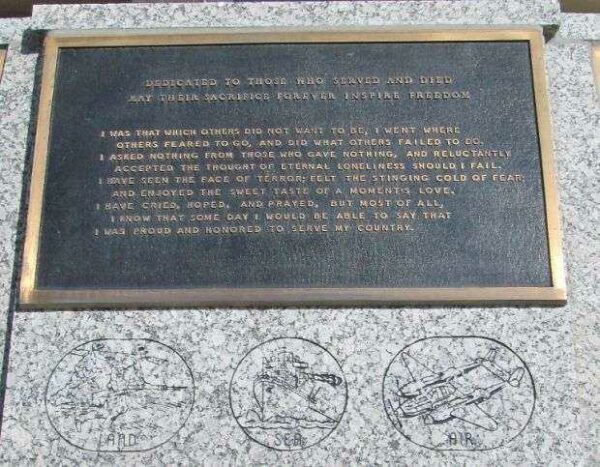 DEDICATED TO THOSE WHO SERVED AND DIED
MAY THEIR SACRIFICE FOREVER INSPIRE FREEDOM
I WAS THAT WHICH OTHERS DID NOT WANT TO BE, I WENT WHERE
OTHERS FEARED TO GO, AND DID WHAT OTHERS FAILED TO DO.
I ASKED NOTHING FROM THOSE WHO GAVE NOTHING, AND RELUCTANTLY
ACCEPTED THE THOUGHT OF ETERNAL LONELINESS SHOULD I FAIL.
I HAVE SEEN THE FACE OF TERROR; FELT THE STINGING COLD OF FEAR;
AND ENJOYED THE SWEET TASTE OF A MOMENT'S LOVE,
I HAVE CRIED, HOPED, AND PRAYED, BUT MOST OF ALL,
I KNOW THAT SOME DAY I WOULD BE ABLE TO SAY THAT
I WAS PROUD AND HONORED TO SERVE MY COUNTRY.
LAND SEA AIR